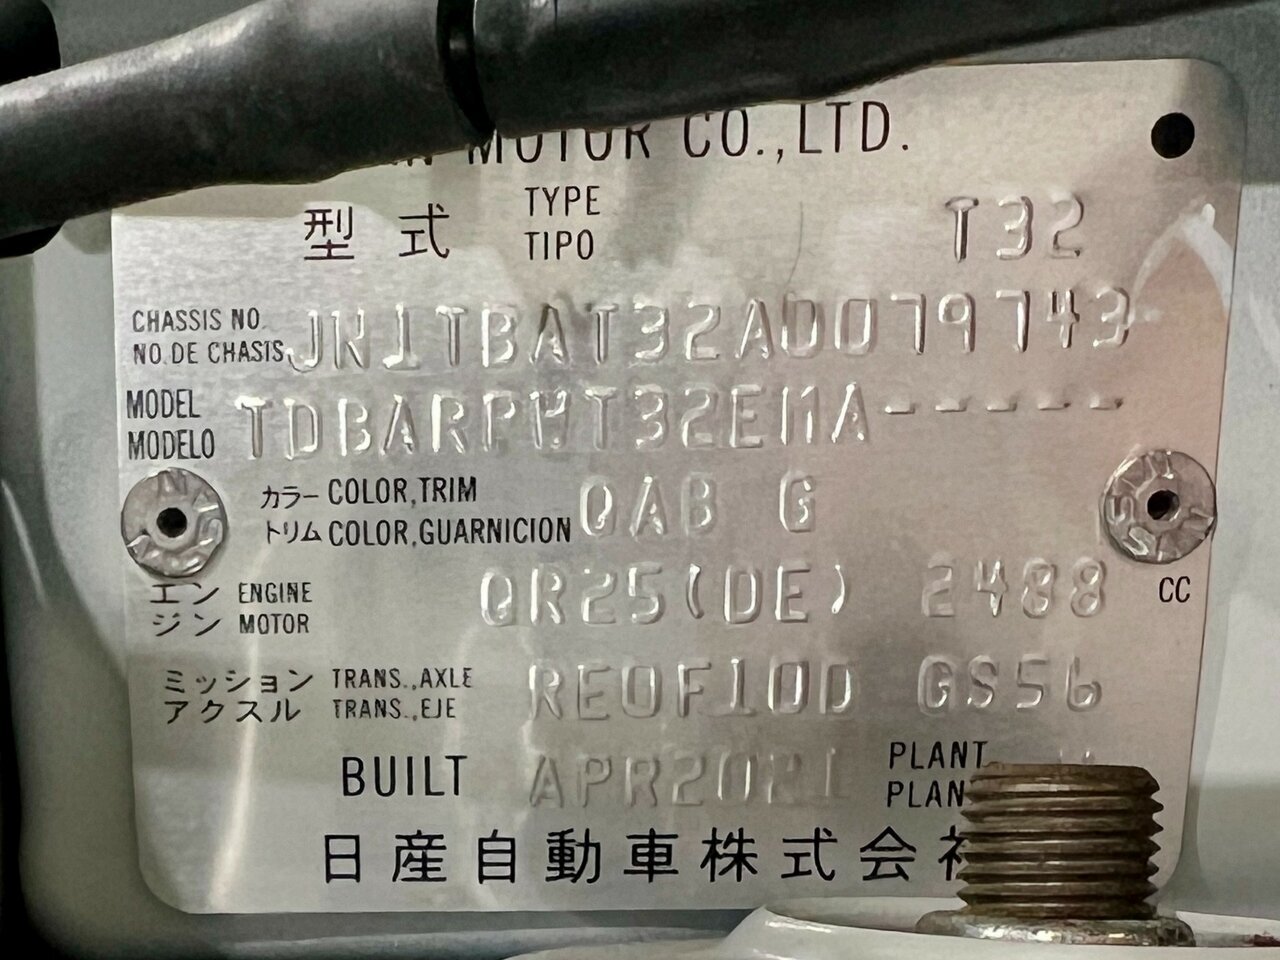 MOTOR CO.,LTD.
型式 TYPE TIPO T32
CHASSIS NO. NO.DE CHASIS JN1TBAT32A0079743
MODEL MODELO TDBARPWT32EMA-----
カラー COLOR,TRIM
トリム COLOR,GUARNICION QAB G
エンジン ENGINE MOTOR QR25(DE) 2488 CC
ミッション TRANS.,AXLE
アクスル TRANS.,EJE RE0F10D GS56
BUILT APR2021 PLANT
日産自動車株式会